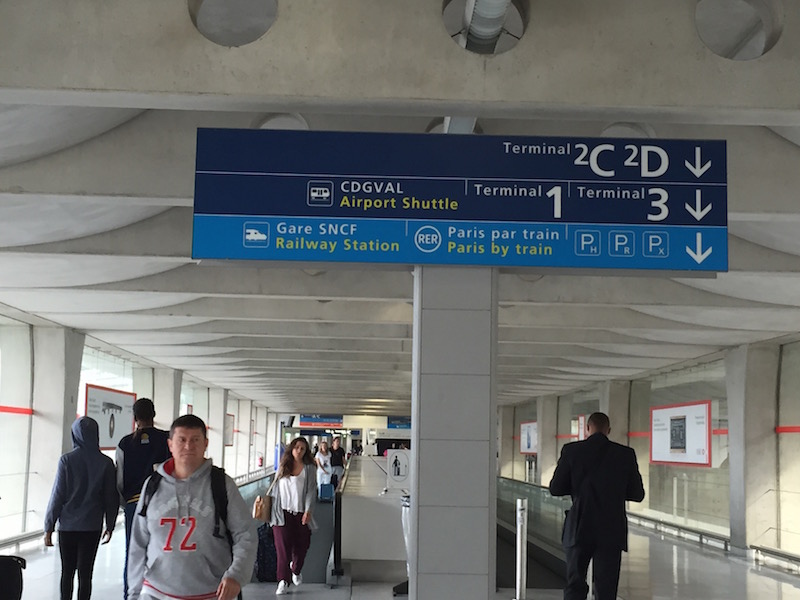 Terminal 2C 2D ↓
CDGVAL
Airport Shuttle
Terminal 1
Terminal 3 ↓
Gare SNCF
Railway Station
RER
Paris par train
Paris by train
PH PR PX ↓
72